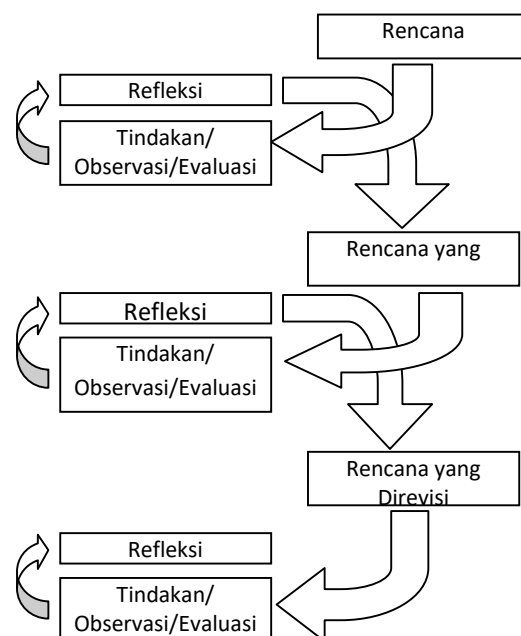 Rencana
Refleksi
Tindakan/
Observasi/Evaluasi
Rencana yang
Refleksi
Tindakan/
Observasi/Evaluasi
Rencana yang
Direvisi
Refleksi
Tindakan/
Observasi/Evaluasi